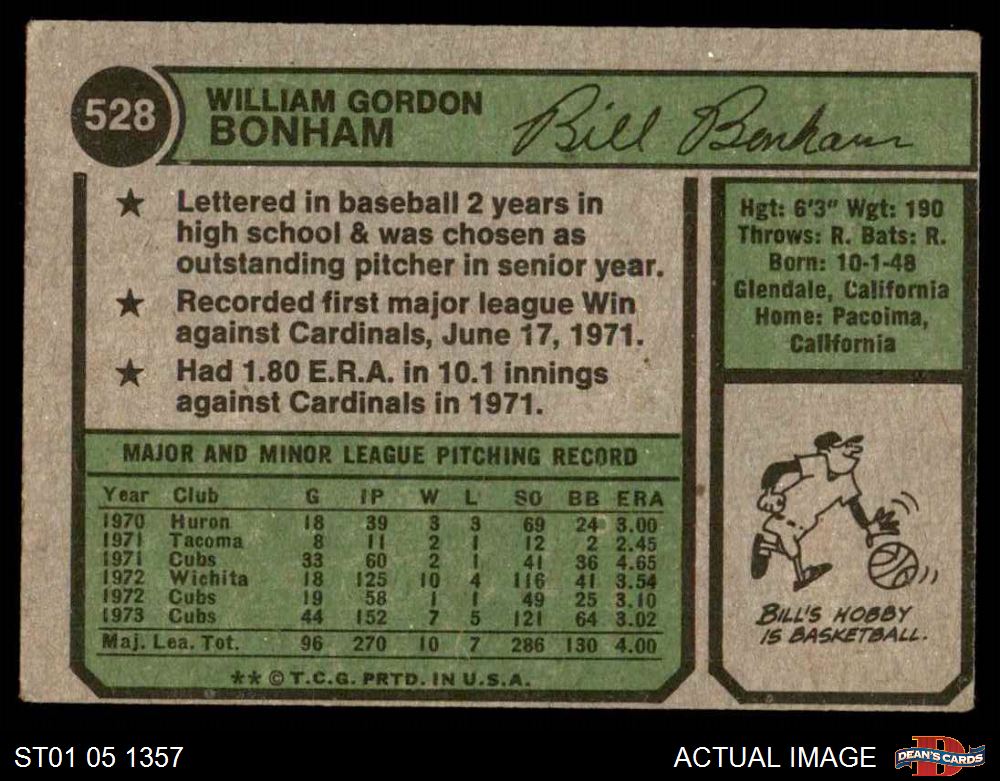 528
WILLIAM GORDON
BONHAM
Bill Bonham
★ Lettered in baseball 2 years in
high school & was chosen as
outstanding pitcher in senior year.
★ Recorded first major league Win
against Cardinals, June 17, 1971.
★ Had 1.80 E.R.A. in 10.1 innings
against Cardinals in 1971.
Hgt: 6'3" Wgt: 190
Throws: R. Bats: R.
Born: 10-1-48
Glendale, California
Home: Pacoima,
California
MAJOR AND MINOR LEAGUE PITCHING RECORD
Year Club G IP W L SO BB ERA
1970 Huron 18 39 3 3 69 24 3.00
1971 Tacoma 8 11 2 1 12 2 2.45
1971 Cubs 33 60 2 1 41 36 4.65
1972 Wichita 18 125 10 4 116 41 3.54
1972 Cubs 19 58 1 1 49 25 3.10
1973 Cubs 44 152 7 5 121 64 3.02
Maj. Lea. Tot. 96 270 10 7 286 130 4.00
** © T.C.G. PRTD. IN U.S.A.
BILL'S HOBBY
IS BASKETBALL.
ST01 05 1357
ACTUAL IMAGE
D
DEAN'S CARDS